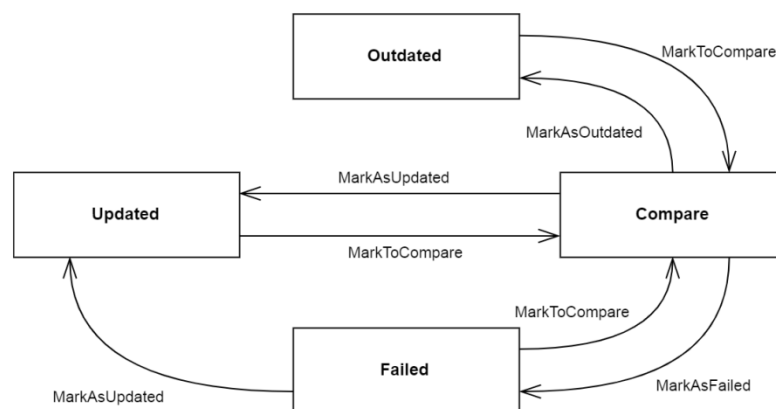 Outdated
MarkToCompare
MarkAsOutdated
MarkAsUpdated
Updated
Compare
MarkToCompare
MarkToCompare
Failed
MarkAsUpdated
MarkAsFailed